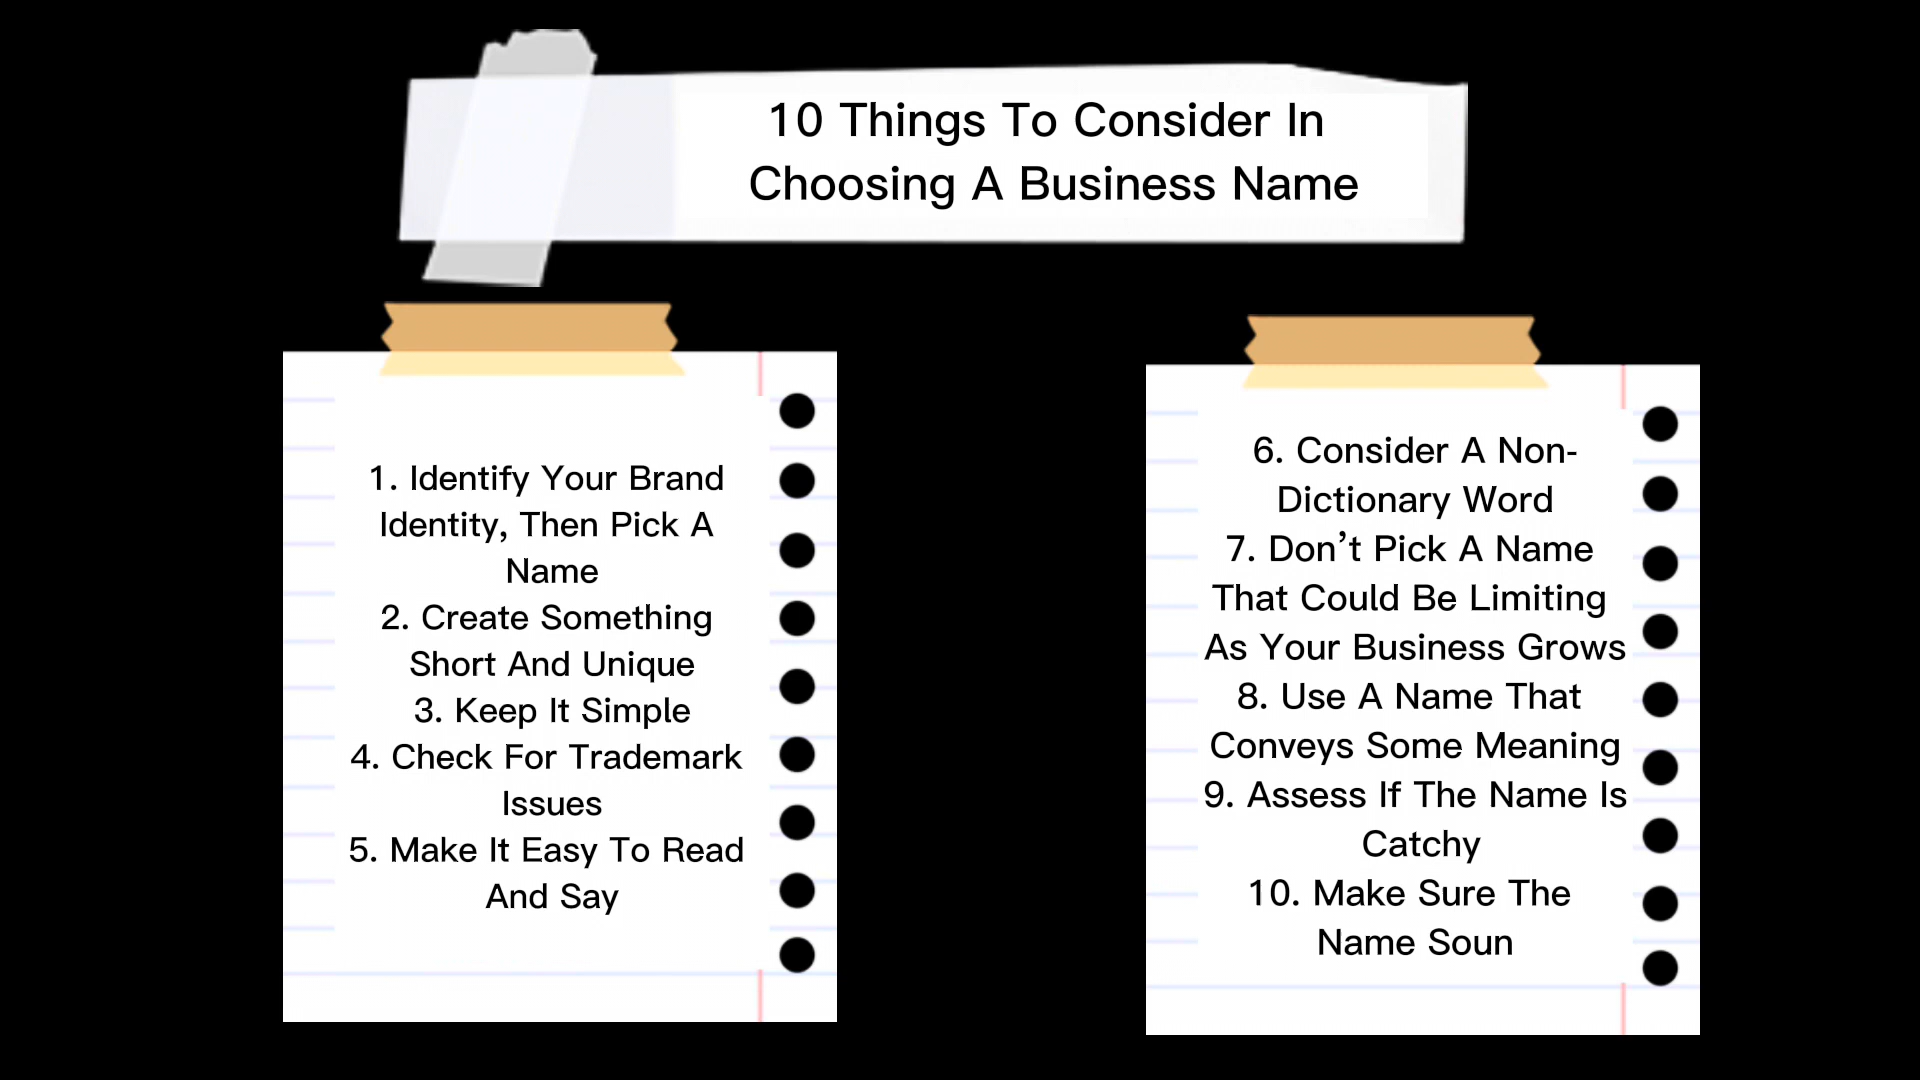 10 Things To Consider In
Choosing A Business Name
1. Identify Your Brand
Identity, Then Pick A
Name
2. Create Something
Short And Unique
3. Keep It Simple
4. Check For Trademark
Issues
5. Make It Easy To Read
And Say
6. Consider A Non-
Dictionary Word
7. Don’t Pick A Name
That Could Be Limiting
As Your Business Grows
8. Use A Name That
Conveys Some Meaning
9. Assess If The Name Is
Catchy
10. Make Sure The
Name Soun